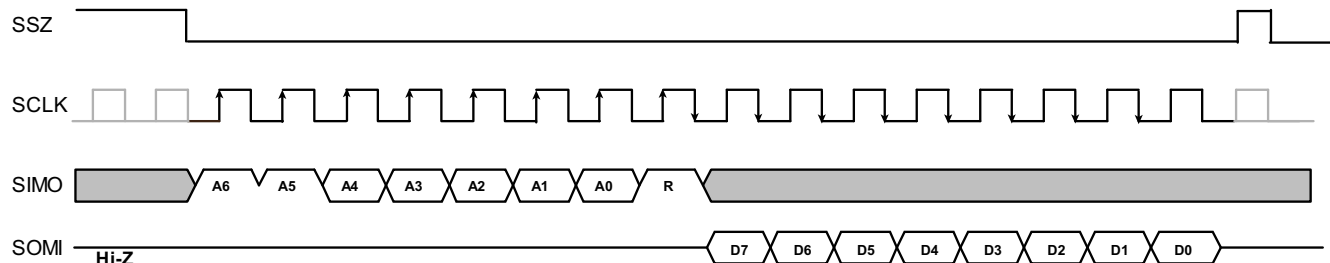 SSZ
SCLK
SIMO A6 A5 A4 A3 A2 A1 A0 R
SOMI Hi-Z D7 D6 D5 D4 D3 D2 D1 D0